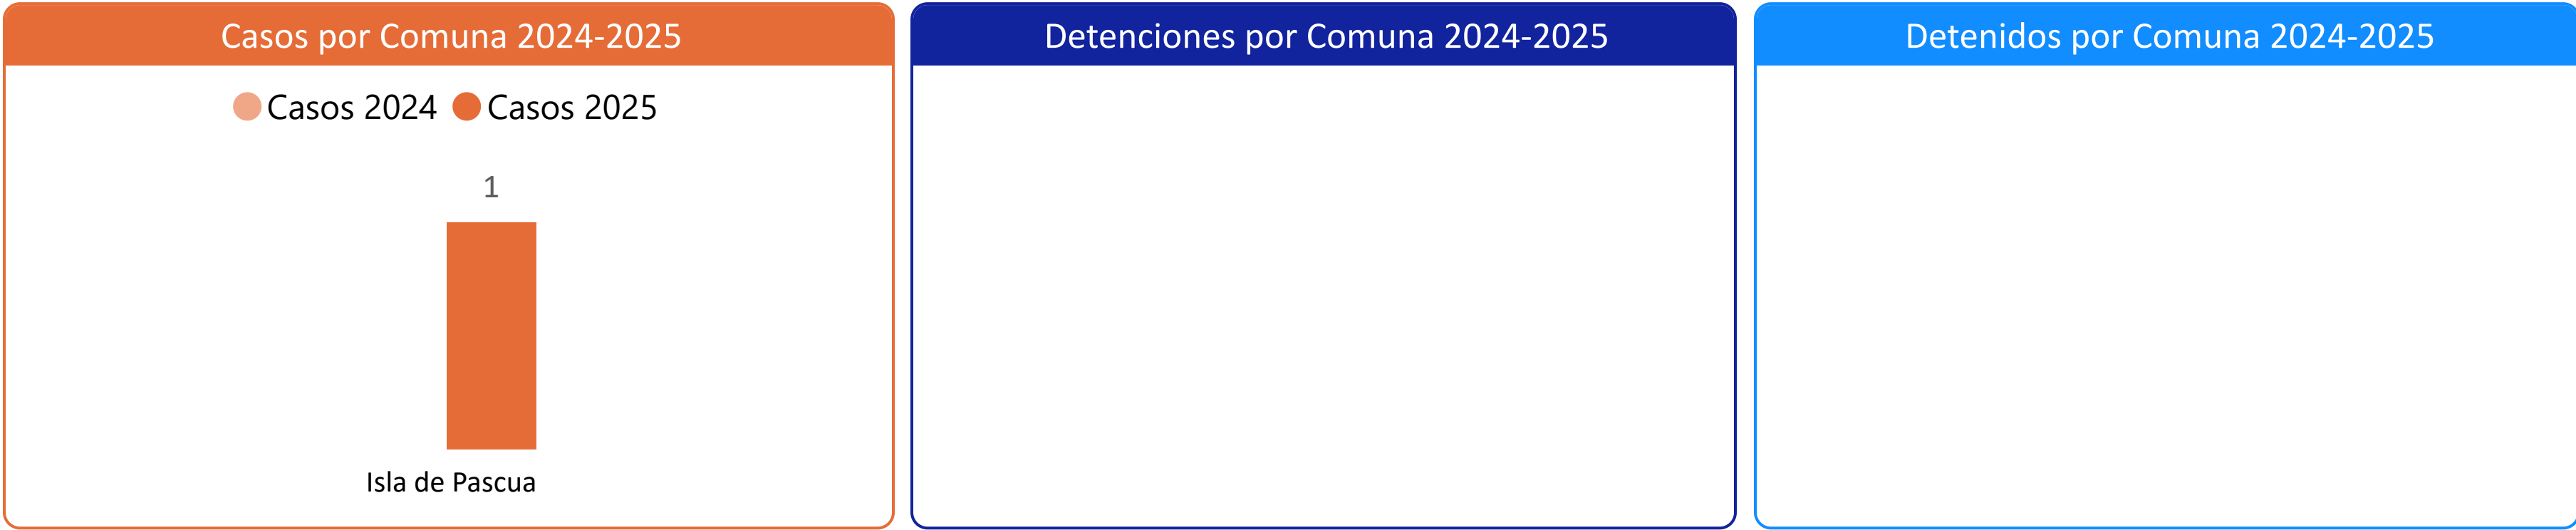 Casos por Comuna 2024-2025
Casos 2024 Casos 2025
1
Isla de Pascua
Detenciones por Comuna 2024-2025
Detenidos por Comuna 2024-2025